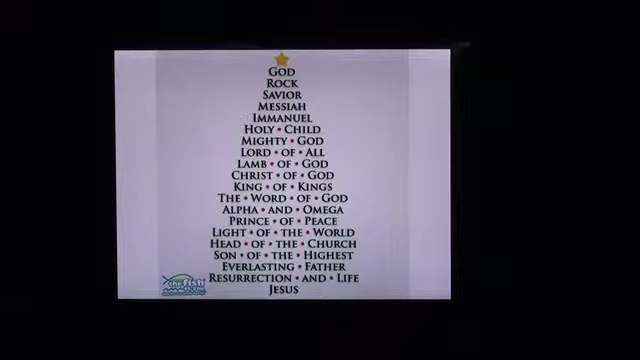 GOD
ROCK
SAVIOR
MESSIAH
IMMANUEL
HOLY • CHILD
MIGHTY • GOD
LORD • OF • ALL
LAMB • OF • GOD
CHRIST • OF • GOD
KING • OF • KINGS
THE • WORD • OF • GOD
ALPHA • AND • OMEGA
PRINCE • OF • PEACE
LIGHT • OF • THE • WORLD
HEAD • OF • THE • CHURCH
SON • OF • THE • HIGHEST
EVERLASTING • FATHER
RESURRECTION • AND • LIFE
JESUS
the fish